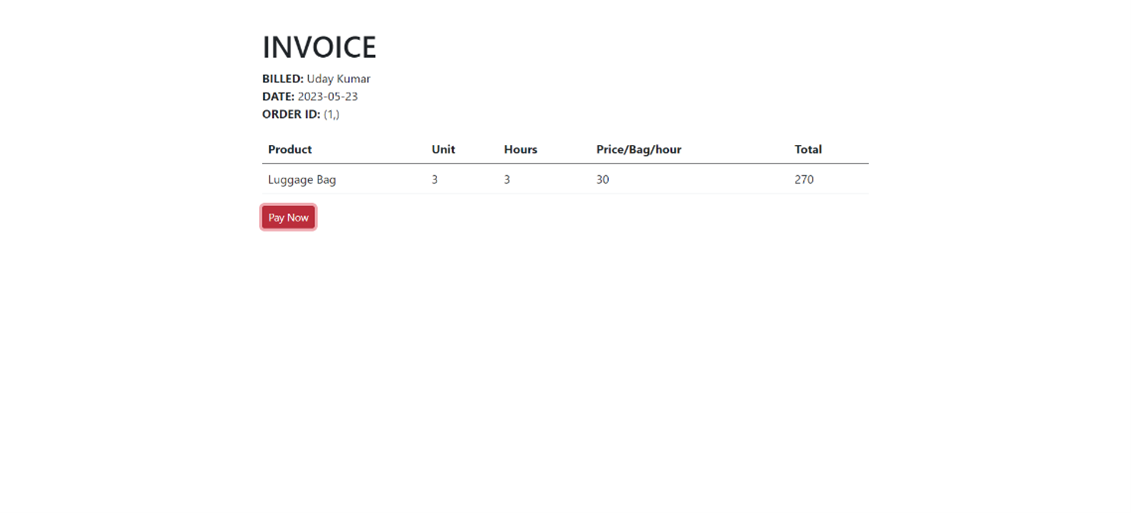 INVOICE
BILLED: Uday Kumar
DATE: 2023-05-23
ORDER ID: (1,)
Product Unit Hours Price/Bag/hour Total
Luggage Bag 3 3 30 270
Pay Now